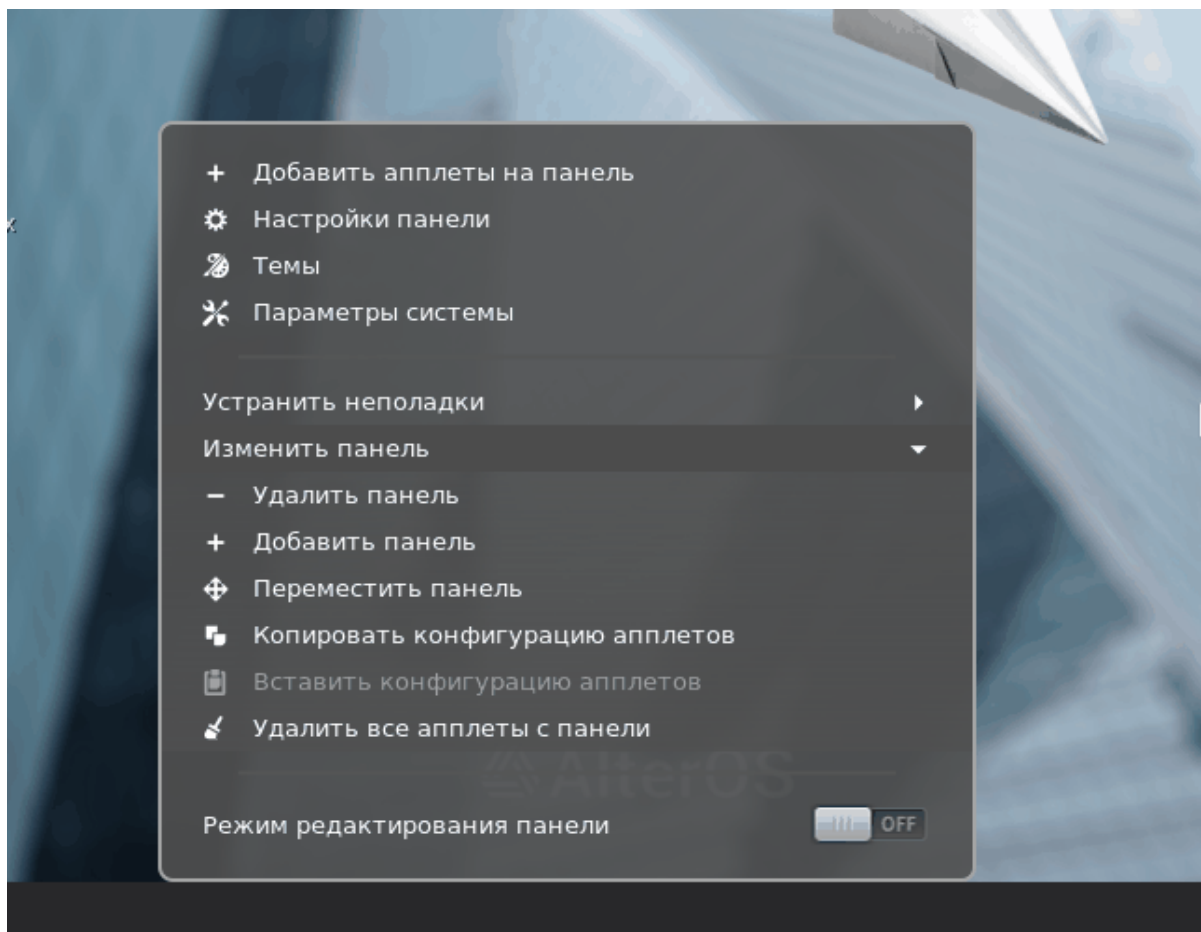 Добавить апплеты на панель
Настройки панели
Темы
Параметры системы
Устранить неполадки
Изменить панель
Удалить панель
Добавить панель
Переместить панель
Копировать конфигурацию апплетов
Вставить конфигурацию апплетов
Удалить все апплеты с панели
AlterOS
Режим редактирования панели OFF